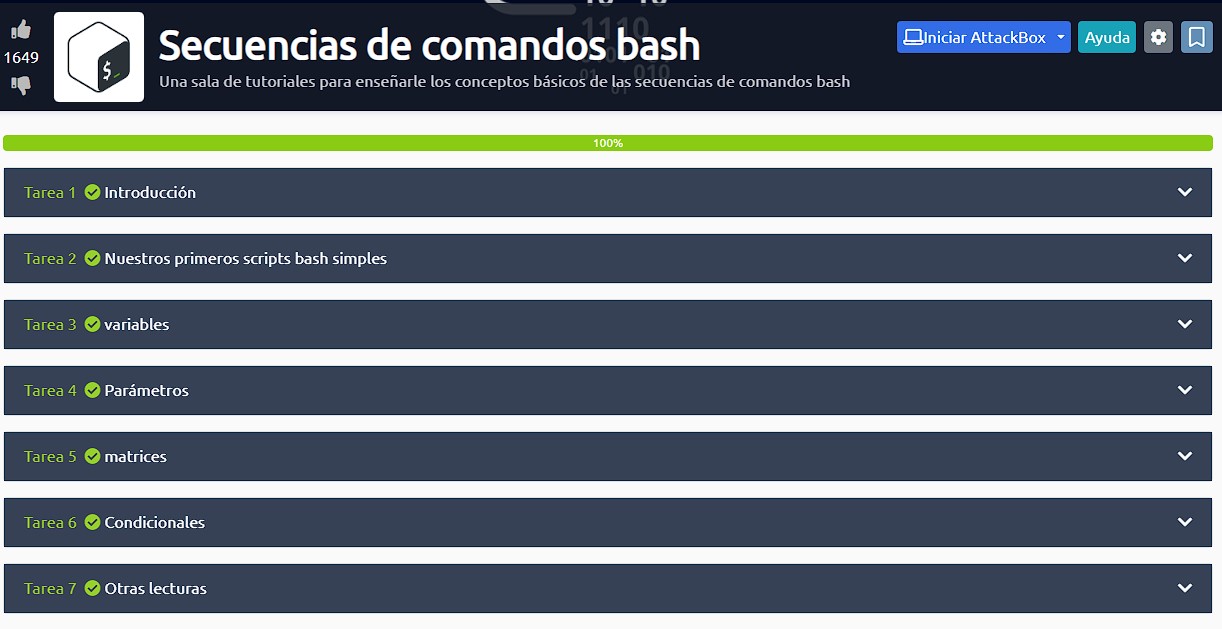 1649
$_
Secuencias de comandos bash
Una sala de tutoriales para enseñarle los conceptos básicos de las secuencias de comandos bash
Iniciar AttackBox
Ayuda
100%
Tarea 1 Introducción
Tarea 2 Nuestros primeros scripts bash simples
Tarea 3 variables
Tarea 4 Parámetros
Tarea 5 matrices
Tarea 6 Condicionales
Tarea 7 Otras lecturas